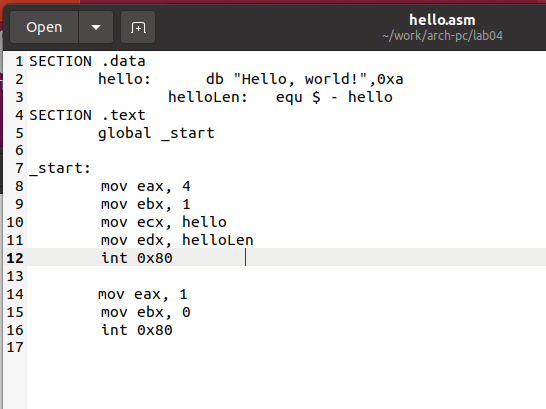 Open
hello.asm
~/work/arch-pc/lab04
1 SECTION .data
2 hello: db "Hello, world!",0xa
3 helloLen: equ $ - hello
4 SECTION .text
5 global _start
6
7 _start:
8 mov eax, 4
9 mov ebx, 1
10 mov ecx, hello
11 mov edx, helloLen
12 int 0x80
13
14 mov eax, 1
15 mov ebx, 0
16 int 0x80
17